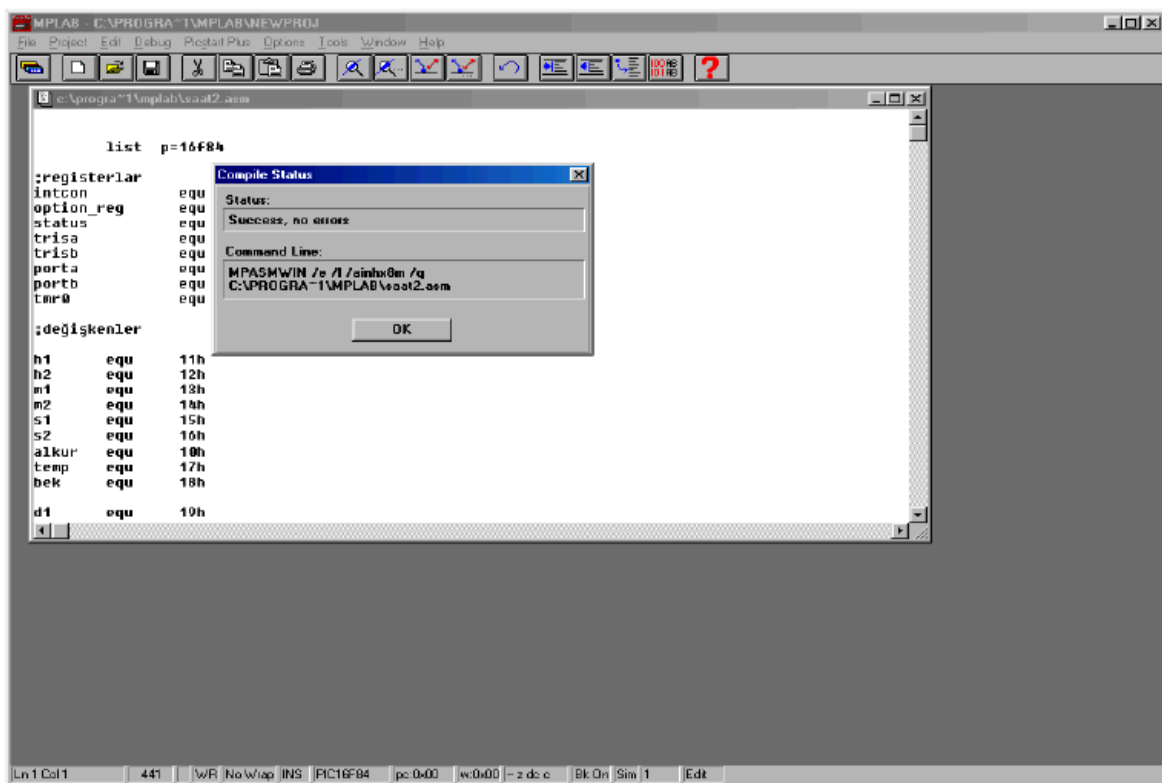 MPLAB - C:\PROGRA~1\MPLAB\NEWPROJ
File Project Edit Debug Picstart Plus Options Tools Window Help
c:\progra~1\mplab\saat2.asm
list p=16f84
;registerlar
intcon equ
option_reg equ
status equ
trisa equ
trisb equ
porta equ
portb equ
tmr0 equ
;değişkenler
h1 equ 11h
h2 equ 12h
m1 equ 13h
m2 equ 14h
s1 equ 15h
s2 equ 16h
alkur equ 10h
temp equ 17h
bek equ 18h
d1 equ 19h
Compile Status
Status:
Success, no errors
Command Line:
MPASMWIN /e /l /ainhx8m /q
C:\PROGRA~1\MPLAB\saat2.asm
OK
Ln 1 Col 1 441 WR No Wrap INS PIC16F84 pc:0x00 w:0x00 -- z dc c Bk On Sim 1 Edit